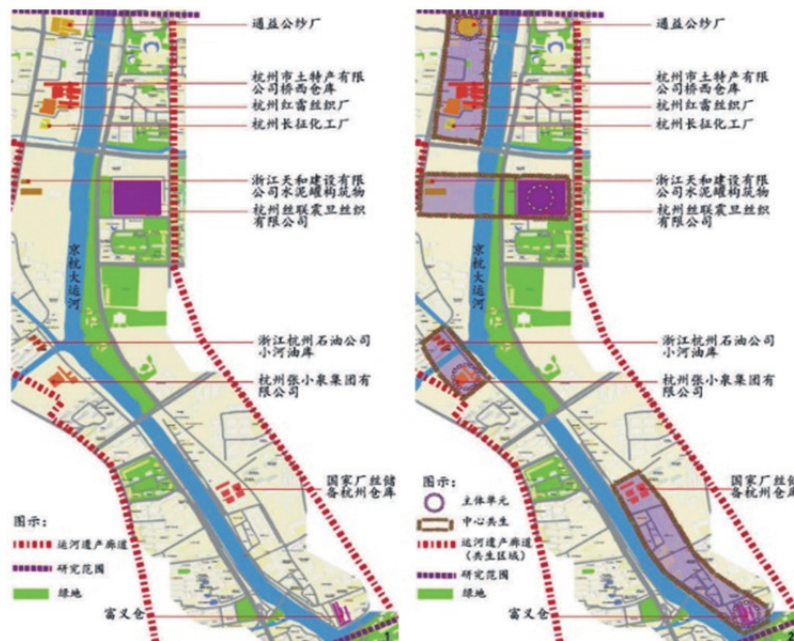 通益公纱厂
杭州市土特产有限
公司桥西仓库
杭州红雷丝织厂
杭州长征化工厂
浙江天和建设有限
公司水泥罐构筑物
杭州丝联震旦丝织
有限公司
京杭大运河
浙江杭州石油公司
小河油库
杭州张小泉集团有
限公司
国家厂丝储
备杭州仓库
图示：
运河遗产廊道
研究范围
绿地
富义仓
1
通益公纱厂
杭州市土特产有限
公司桥西仓库
杭州红雷丝织厂
杭州长征化工厂
浙江天和建设有限
公司水泥罐构筑物
杭州丝联震旦丝织
有限公司
浙江杭州石油公司
小河油库
杭州张小泉集团有
限公司
国家厂丝储
备杭州仓库
图示：
主体单元
中心共生
运河遗产廊道
（共生区域）
研究范围
绿地
富义仓